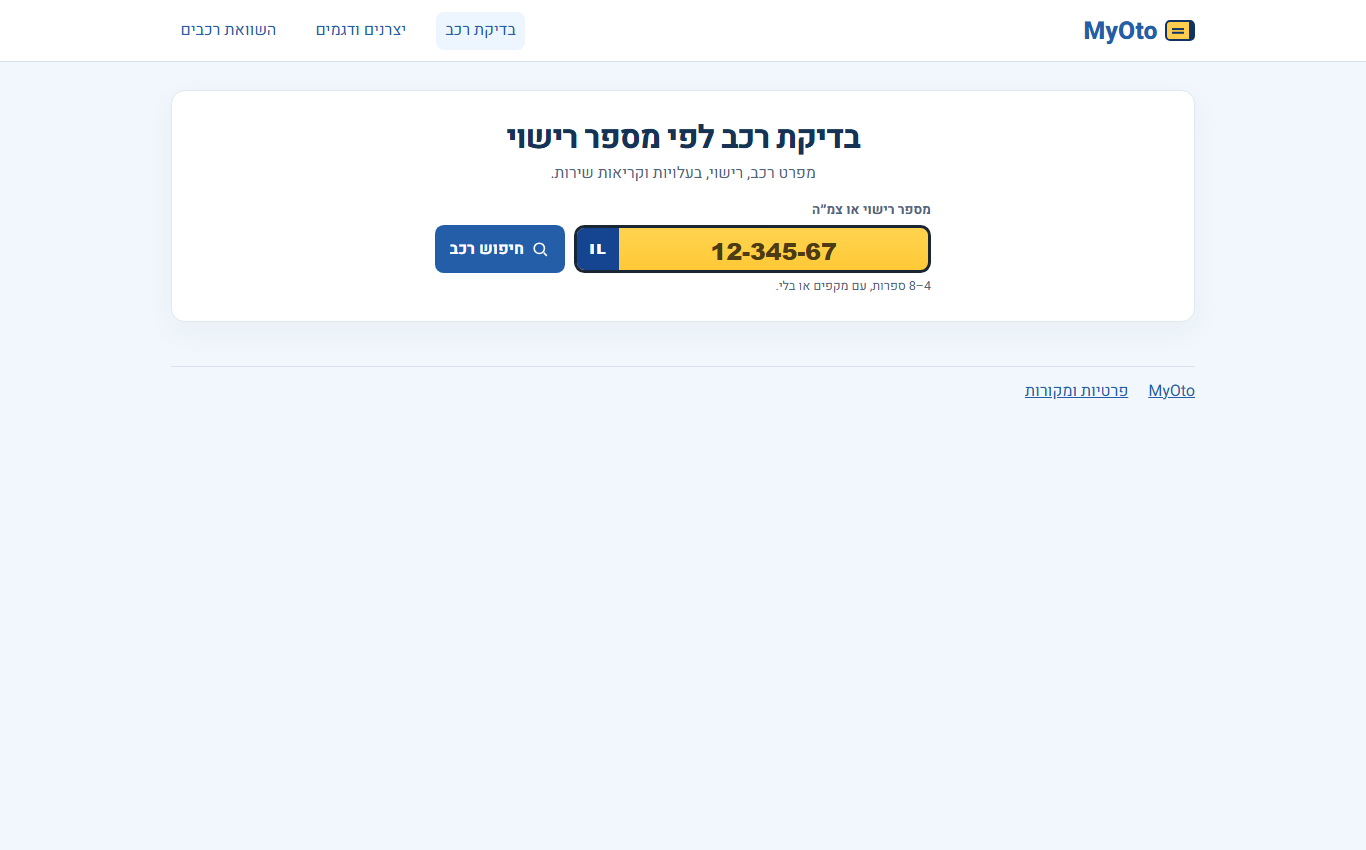 MyOto
בדיקת רכב
יצרנים ודגמים
השוואת רכבים
בדיקת רכב לפי מספר רישוי
מפרט רכב, רישוי, בעלויות וקריאות שירות.
מספר רישוי או צמ״ה
12-345-67
IL
חיפוש רכב
4–8 ספרות, עם מקפים או בלי.
MyOto
פרטיות ומקורות